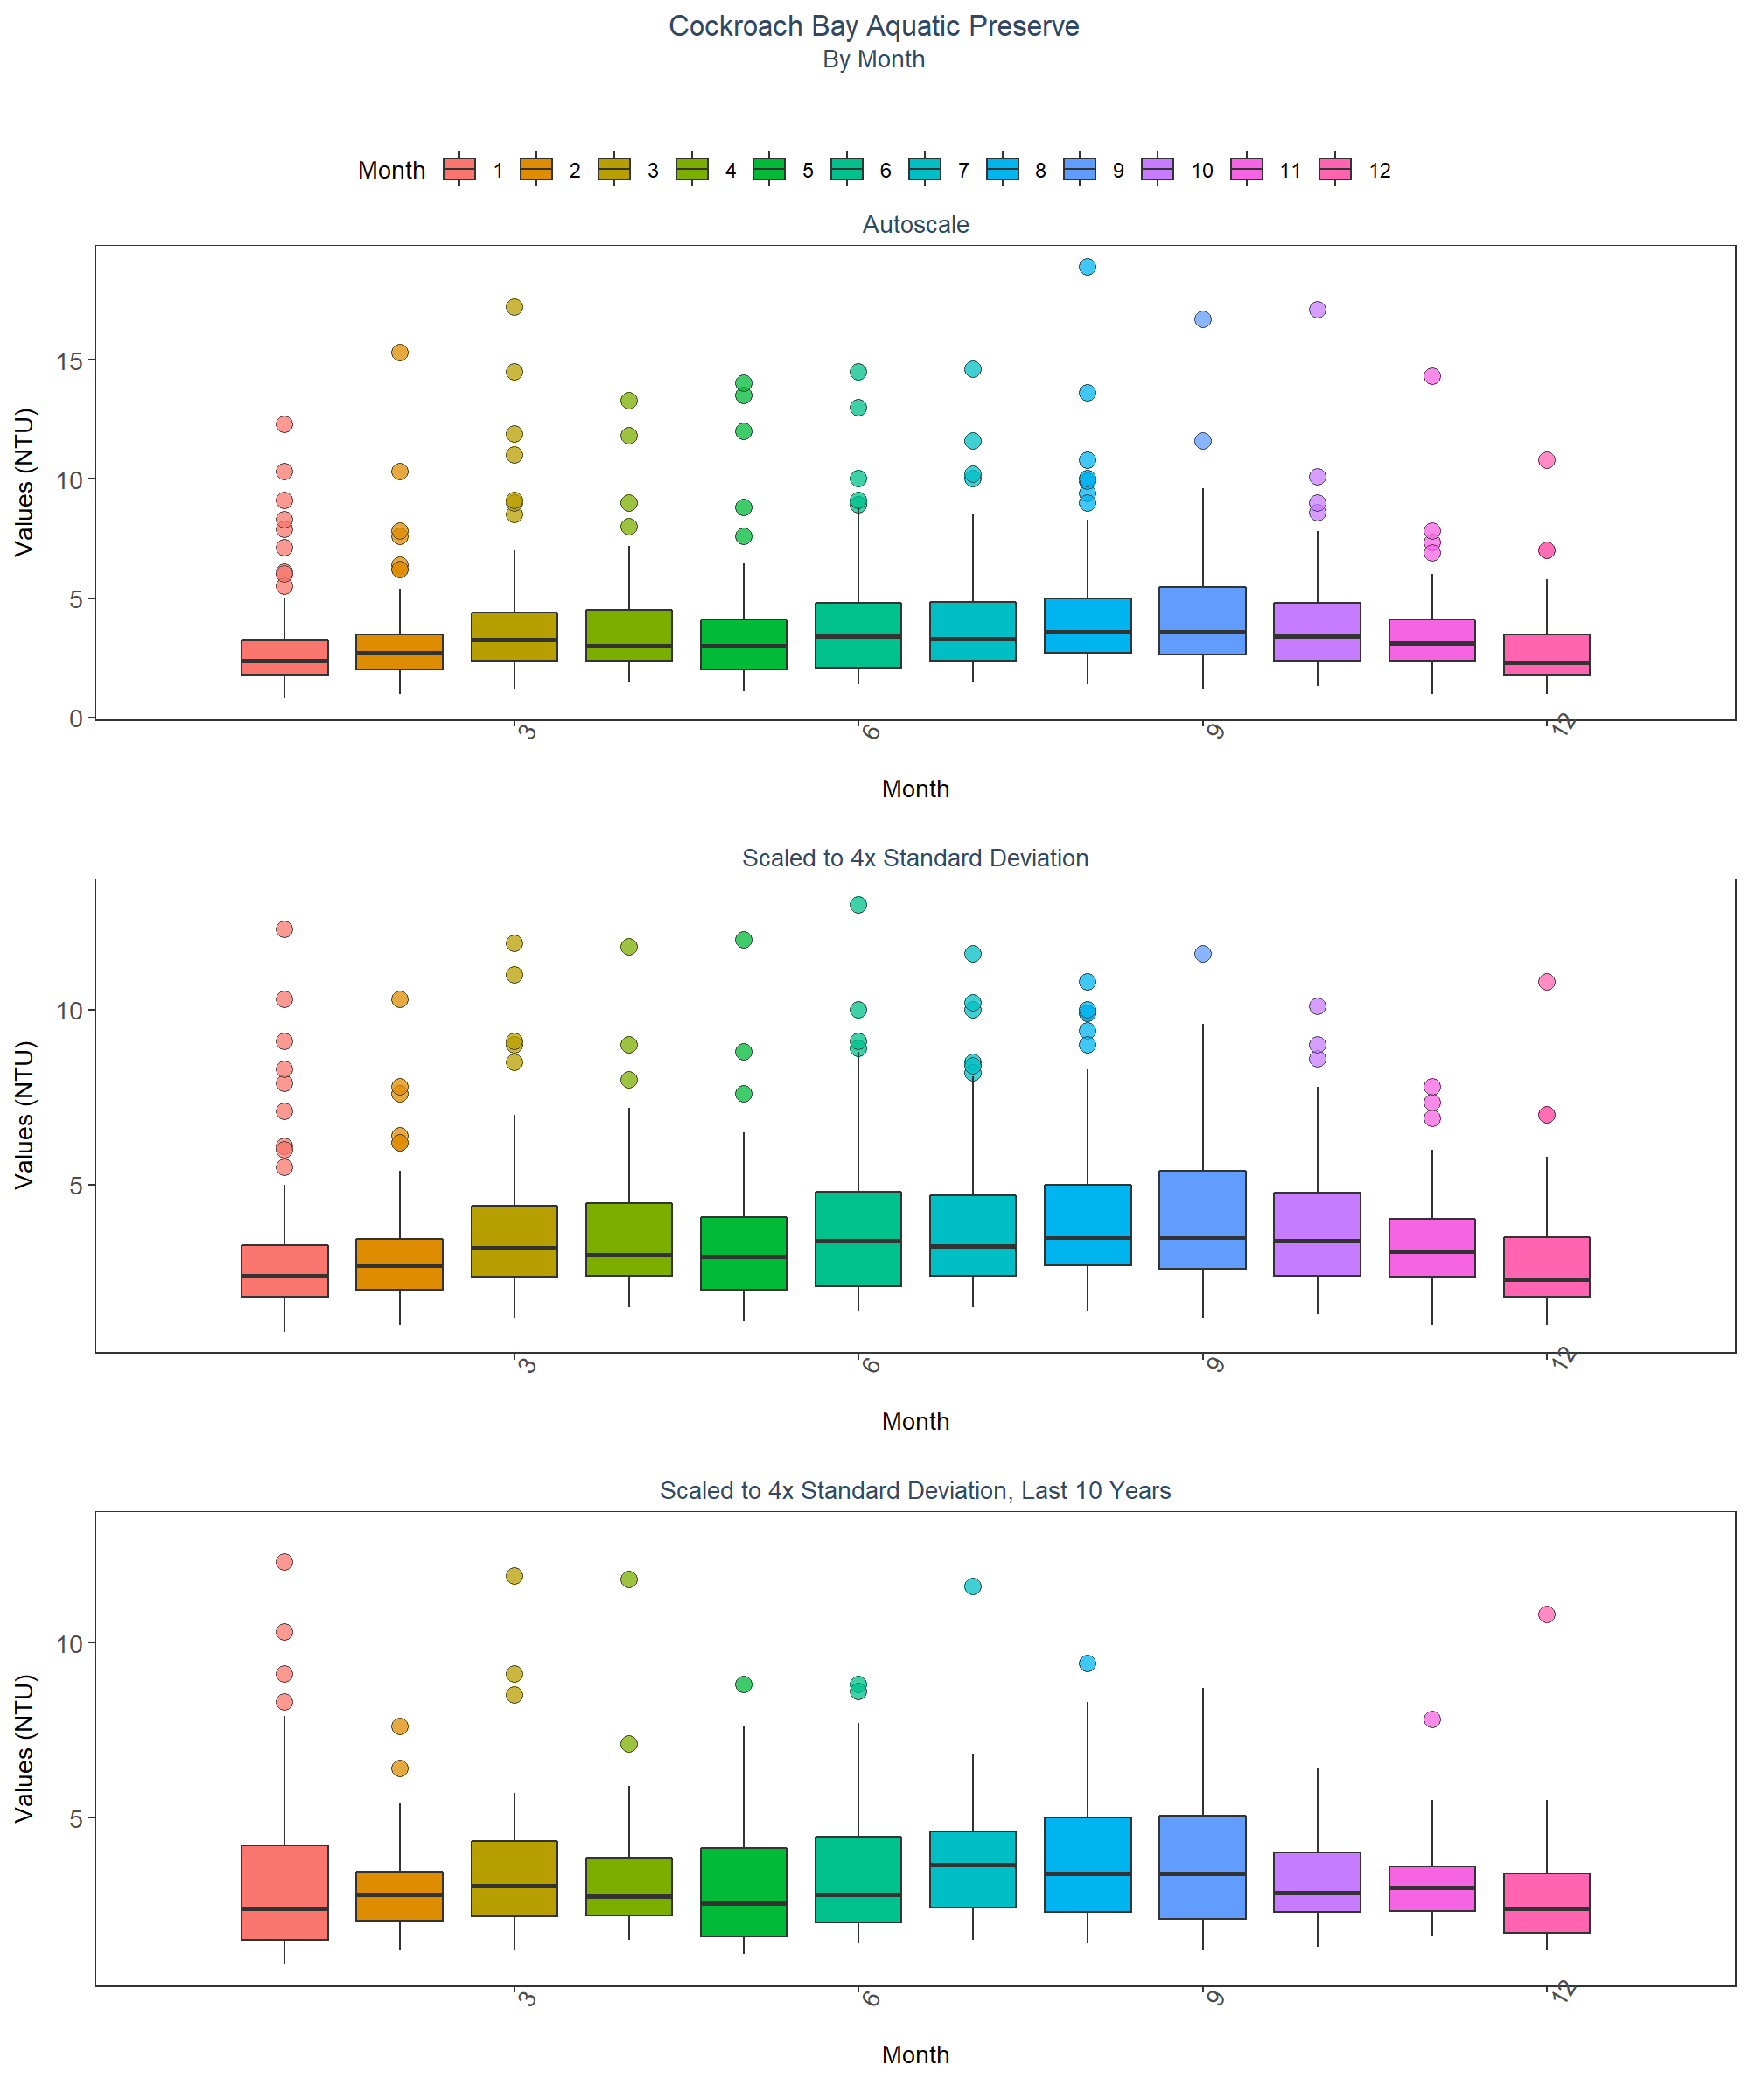 Cockroach Bay Aquatic Preserve
By Month
Month 1 2 3 4 5 6 7 8 9 10 11 12
Autoscale
Values (NTU)
15
10
5
0
3 6 9 12
Month
Scaled to 4x Standard Deviation
Values (NTU)
10
5
3 6 9 12
Month
Scaled to 4x Standard Deviation, Last 10 Years
Values (NTU)
10
5
3 6 9 12
Month